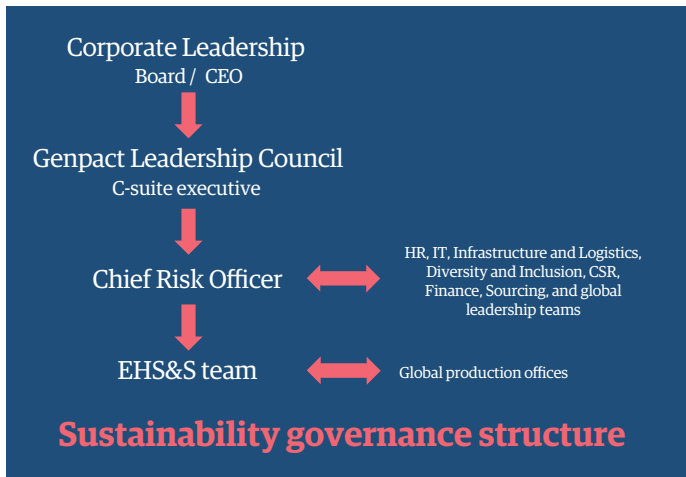 Corporate Leadership
Board / CEO
Genpact Leadership Council
C-suite executive
Chief Risk Officer
HR, IT, Infrastructure and Logistics,
Diversity and Inclusion, CSR,
Finance, Sourcing, and global
leadership teams
EHS&S team
Global production offices
Sustainability governance structure